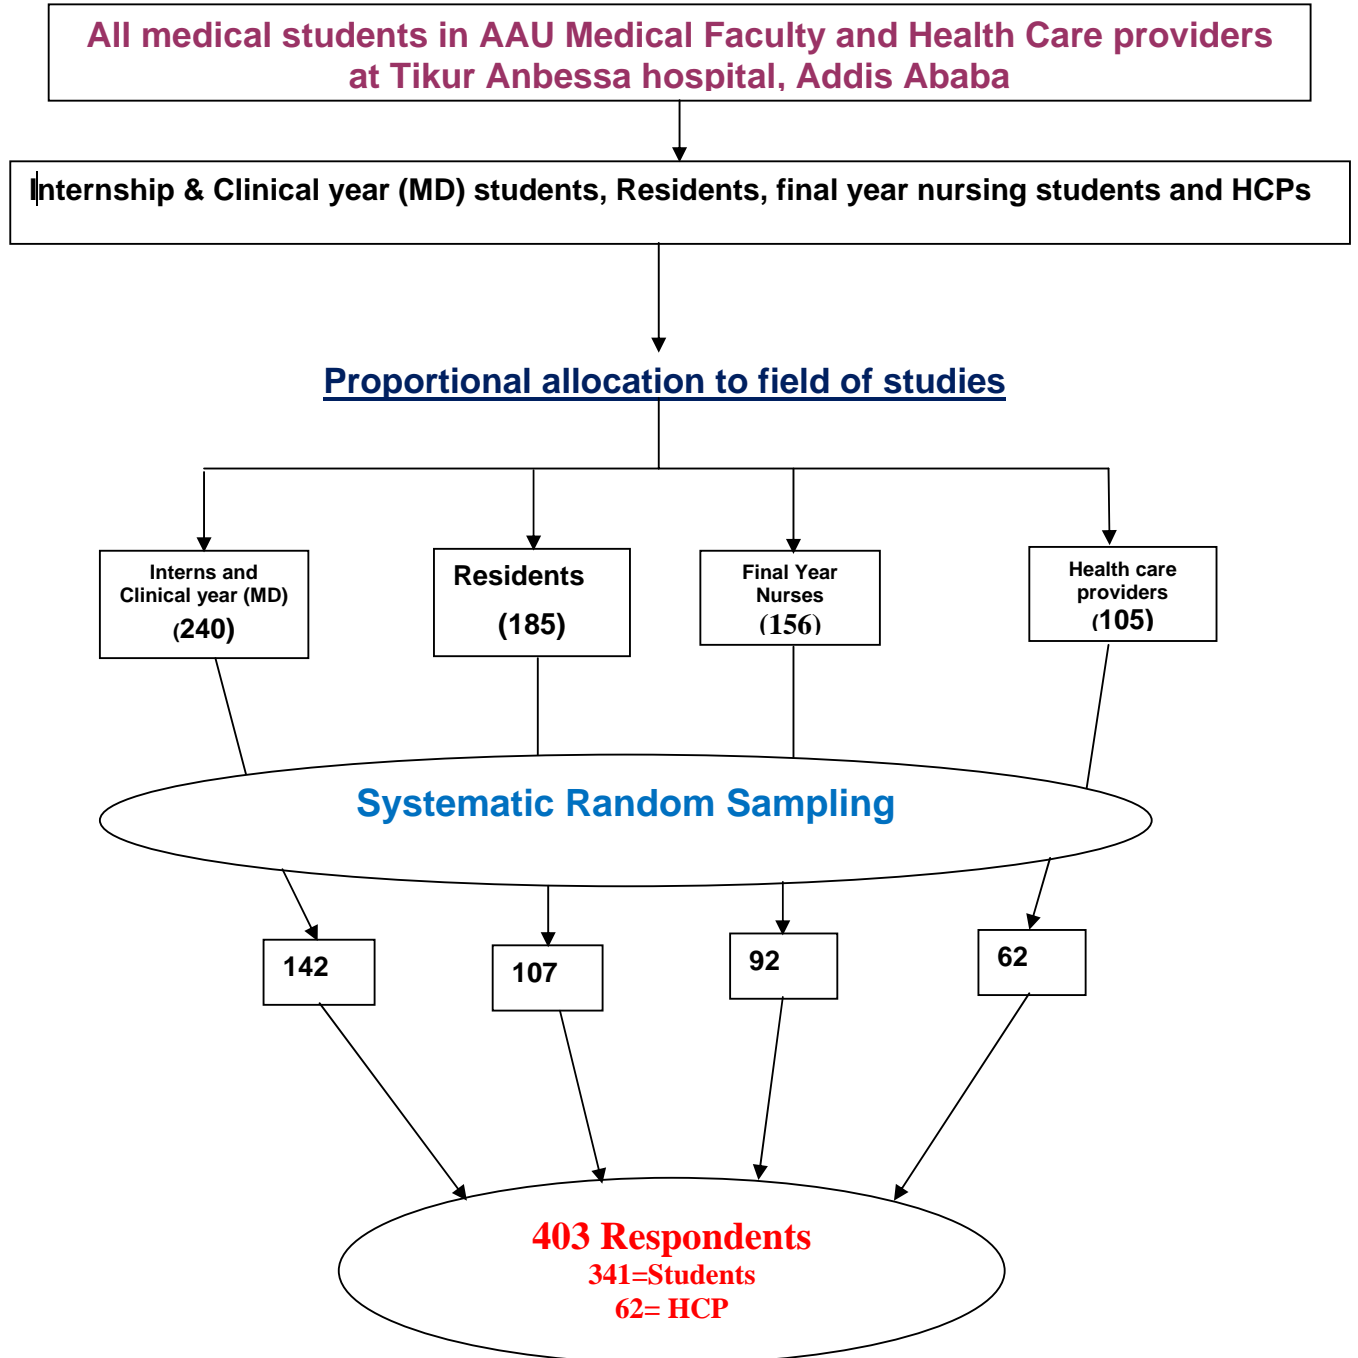 All medical students in AAU Medical Faculty and Health Care providers
at Tikur Anbessa hospital, Addis Ababa
Internship & Clinical year (MD) students, Residents, final year nursing students and HCPs
Proportional allocation to field of studies
Interns and
Clinical year (MD)
(240)
Residents
(185)
Final Year
Nurses
(156)
Health care
providers
(105)
Systematic Random Sampling
142
107
92
62
403 Respondents
341=Students
62= HCP